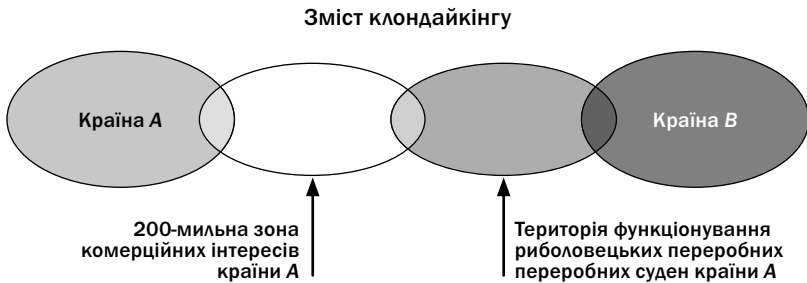 Зміст клондайкінгу
Країна А
Країна В
200-мильна зона
комерційних інтересів
країни А
Територія функціонування
риболовецьких переробних
переробних суден країни А